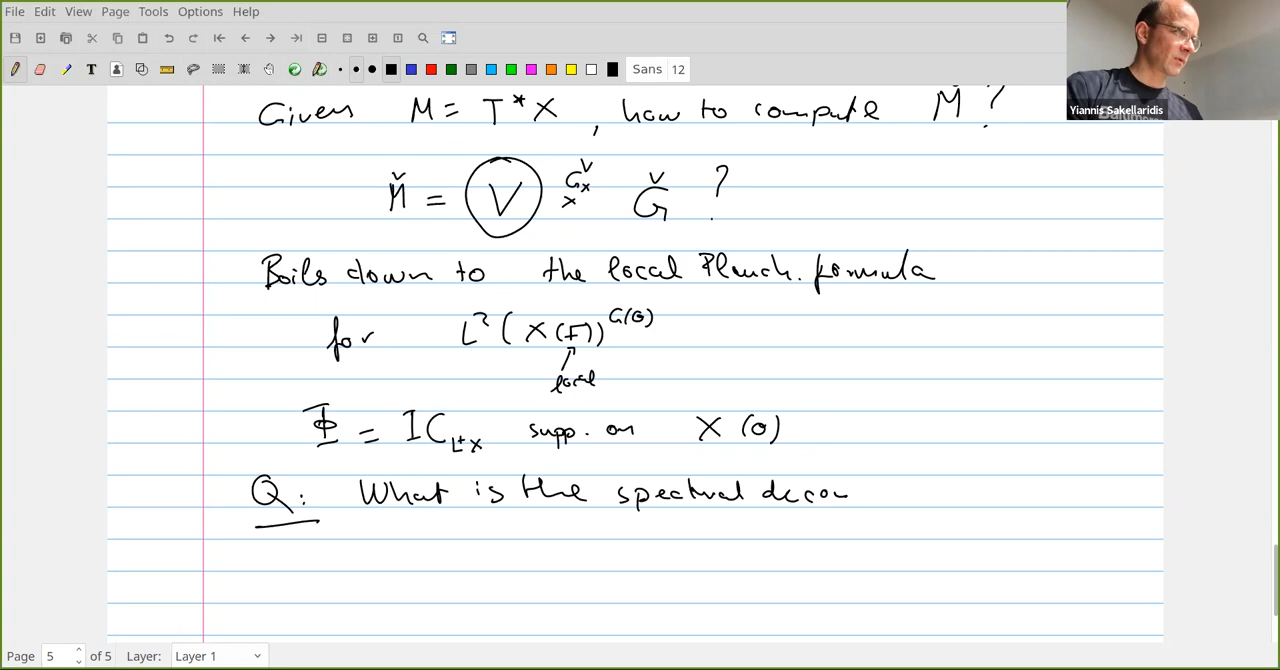 File Edit View Page Tools Options Help
Sans 12
Yiannis Sakellaridis
Given M = T*X, how to compute M̌ ?
M̌ = V ×^{Ǧ_X} Ǧ ?
Boils down to the local Planch. formula
for L²(X(F))^{G(O)}
local
Φ = IC_{L⁺X} supp. on X(O)
Q: What is the spectral decom
Page 5 of 5 Layer: Layer 1